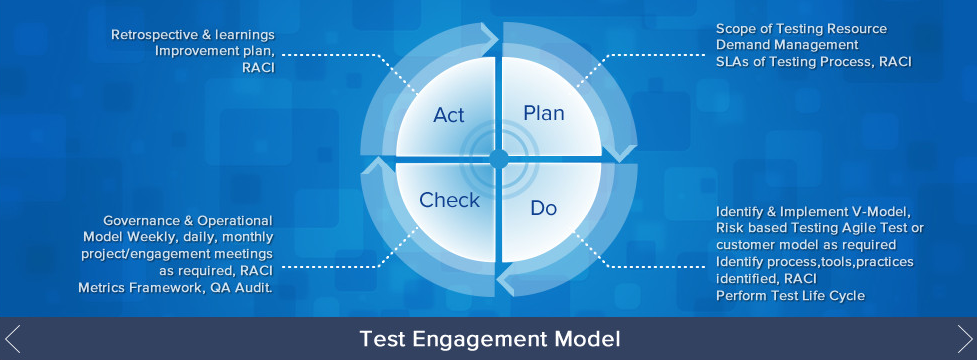 Retrospective & learnings
Improvement plan,
RACI
Scope of Testing Resource
Demand Management
SLAs of Testing Process, RACI
Act
Plan
Check
Do
Governance & Operational
Model Weekly, daily, monthly
project/engagement meetings
as required, RACI
Metrics Framework, QA Audit.
Identify & Implement V-Model,
Risk based Testing Agile Test or
customer model as required
Identify process,tools,practices
identified, RACI
Perform Test Life Cycle
Test Engagement Model